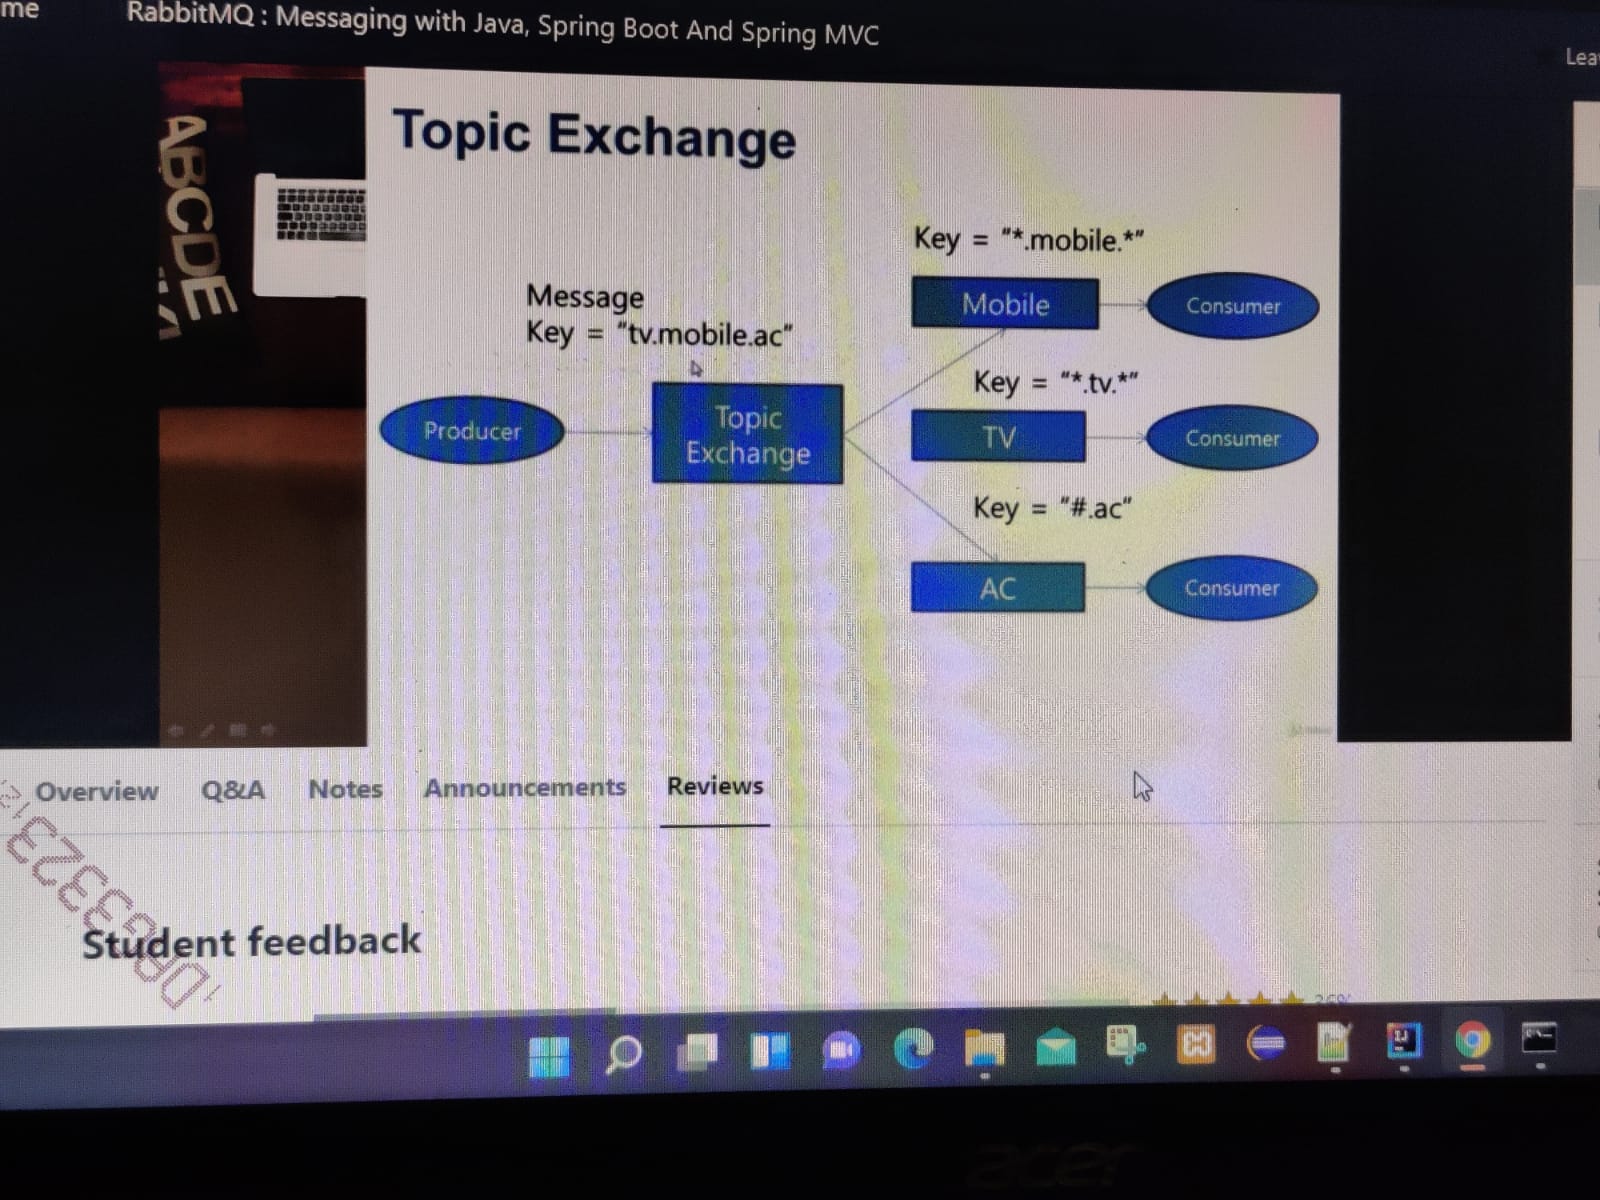 me
RabbitMQ : Messaging with Java, Spring Boot And Spring MVC
Lea
ABCDE
Topic Exchange
Key = "*.mobile.*"
Message
Key = "tv.mobile.ac"
Mobile
Consumer
Key = "*.tv.*"
Producer
Topic
Exchange
TV
Consumer
Key = "#.ac"
AC
Consumer
Overview Q&A Notes Announcements Reviews
Student feedback
acer